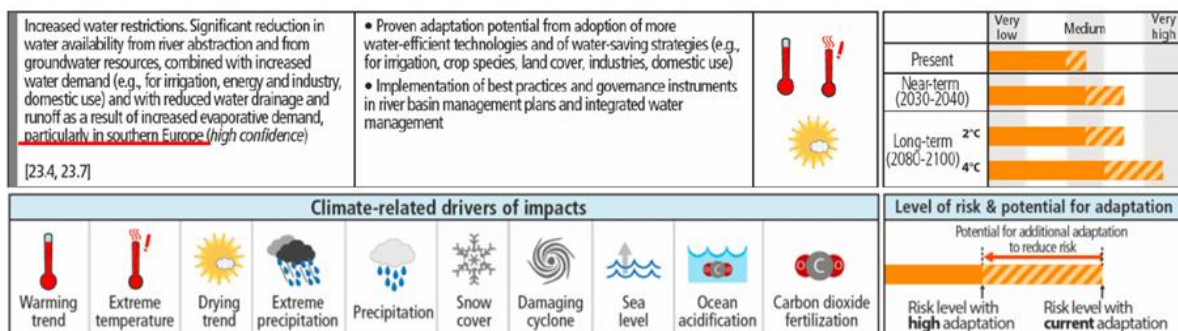 Increased water restrictions. Significant reduction in
water availability from river abstraction and from
groundwater resources, combined with increased
water demand (e.g., for irrigation, energy and industry,
domestic use) and with reduced water drainage and
runoff as a result of increased evaporative demand,
particularly in southern Europe (high confidence)
[23.4, 23.7]
• Proven adaptation potential from adoption of more
water-efficient technologies and of water-saving strategies (e.g.,
for irrigation, crop species, land cover, industries, domestic use)
• Implementation of best practices and governance instruments
in river basin management plans and integrated water
management
Very
low
Medium
Very
high
Present
Near-term
(2030-2040)
Long-term
(2080-2100)
2°C
4°C
Climate-related drivers of impacts
Warming
trend
Extreme
temperature
Drying
trend
Extreme
precipitation
Precipitation
Snow
cover
Damaging
cyclone
Sea
level
Ocean
acidification
Carbon dioxide
fertilization
O C O
O C O
Level of risk & potential for adaptation
Potential for additional adaptation
to reduce risk
Risk level with
high adaptation
Risk level with
current adaptation